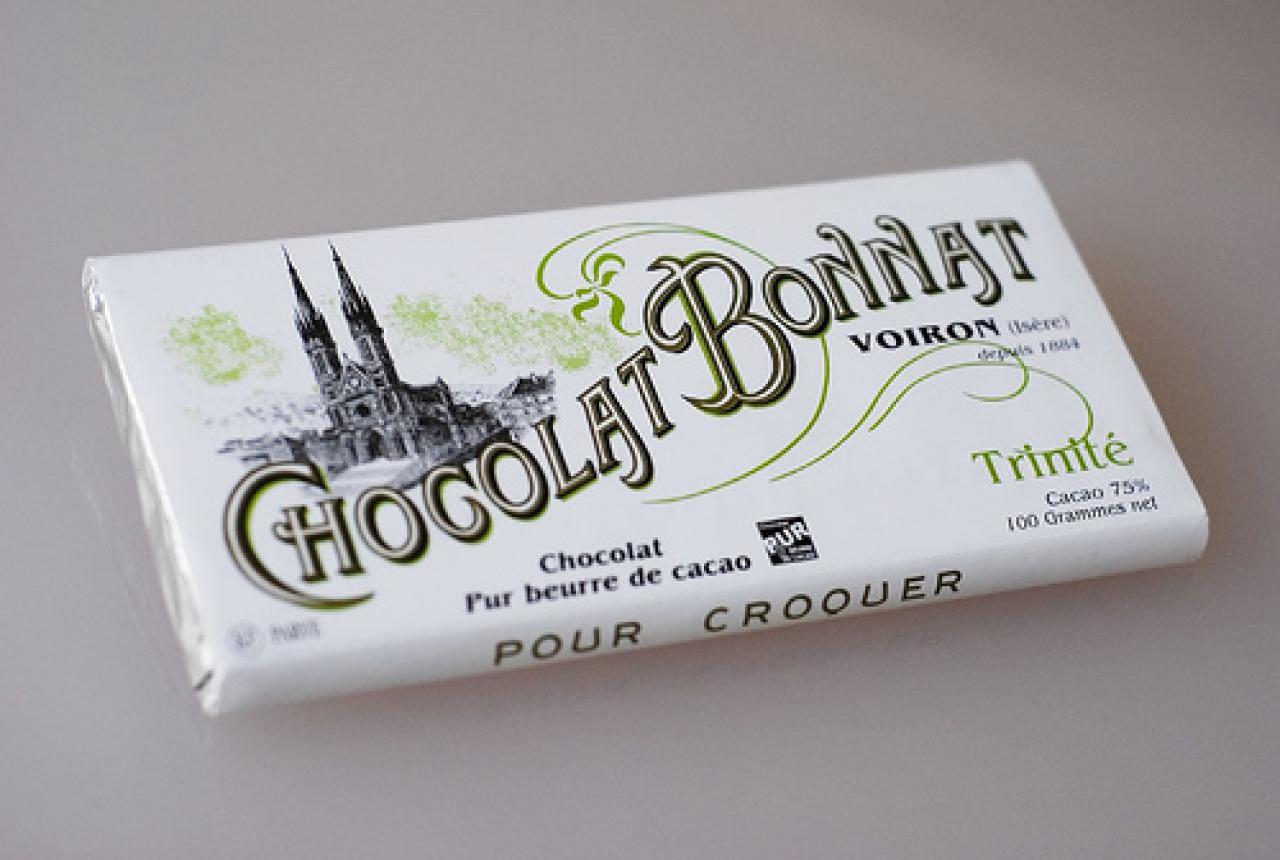 CHOCOLAT BONNAT
VOIRON (Isère)
depuis 1884
Trinité
Cacao 75%
100 Grammes net
Chocolat
Pur beurre de cacao
PUR
POUR CROQUER